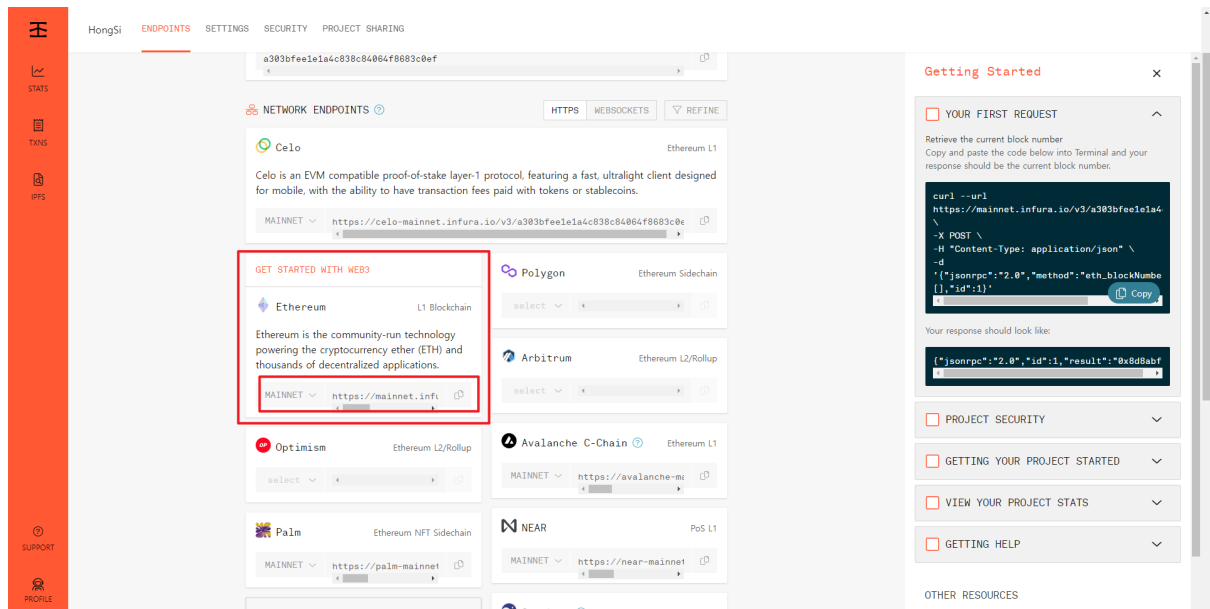 HongSi
ENDPOINTS
SETTINGS
SECURITY
PROJECT SHARING
STATS
TXNS
IPFS
SUPPORT
PROFILE
a303bfee1e1a4c838c84064f8683c0ef
NETWORK ENDPOINTS
HTTPS
WEBSOCKETS
REFINE
Celo
Ethereum L1
Celo is an EVM compatible proof-of-stake layer-1 protocol, featuring a fast, ultralight client designed
for mobile, with the ability to have transaction fees paid with tokens or stablecoins.
MAINNET
https://celo-mainnet.infura.io/v3/a303bfee1e1a4c838c84064f8683c0e
GET STARTED WITH WEB3
Ethereum
L1 Blockchain
Ethereum is the community-run technology
powering the cryptocurrency ether (ETH) and
thousands of decentralized applications.
MAINNET
https://mainnet.infu
Polygon
Ethereum Sidechain
select
Arbitrum
Ethereum L2/Rollup
select
OP
Optimism
Ethereum L2/Rollup
select
Avalanche C-Chain
Ethereum L1
MAINNET
https://avalanche-ma
Palm
Ethereum NFT Sidechain
MAINNET
https://palm-mainnet
NEAR
PoS L1
MAINNET
https://near-mainnet
Getting Started
YOUR FIRST REQUEST
Retrieve the current block number
Copy and paste the code below into Terminal and your
response should be the current block number.
curl --url
https://mainnet.infura.io/v3/a303bfee1e1a4
\
-X POST \
-H "Content-Type: application/json" \
-d
'{"jsonrpc":"2.0","method":"eth_blockNumbe
[],"id":1}'
Copy
Your response should look like:
{"jsonrpc":"2.0","id":1,"result":"0x8d8abf
PROJECT SECURITY
GETTING YOUR PROJECT STARTED
VIEW YOUR PROJECT STATS
GETTING HELP
OTHER RESOURCES